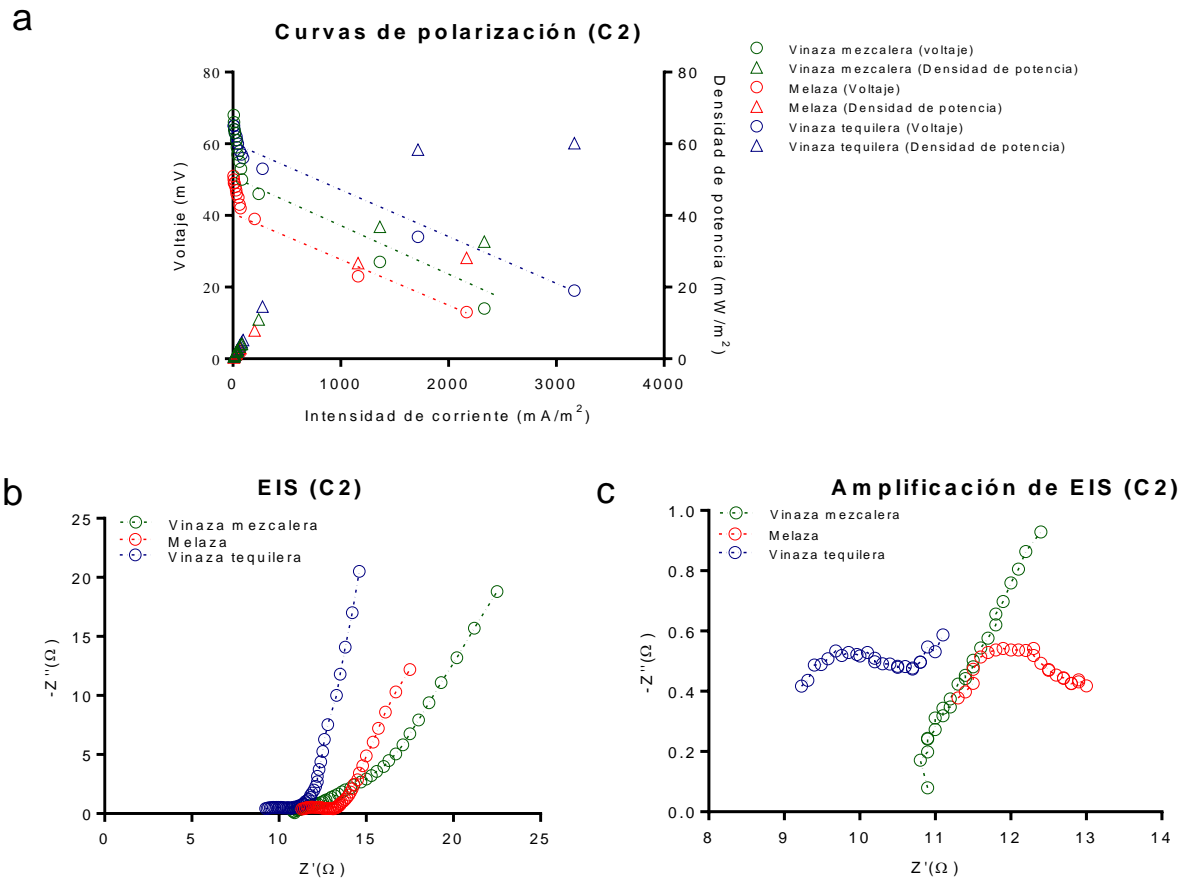 a
Curvas de polarización (C2)
Vinaza mezcalera (voltaje)
Vinaza mezcalera (Densidad de potencia)
Melaza (Voltaje)
Melaza (Densidad de potencia)
Vinaza tequilera (Voltaje)
Vinaza tequilera (Densidad de potencia)
80
60
40
20
0
Voltaje (mV)
80
60
40
20
0
Densidad de potencia (mW/m²)
0 1000 2000 3000 4000
Intensidad de corriente (mA/m²)
b
EIS (C2)
Vinaza mezcalera
Melaza
Vinaza tequilera
25
20
15
10
5
0
-Z''(Ω)
0 5 10 15 20 25
Z'(Ω)
c
Amplificación de EIS (C2)
Vinaza mezcalera
Melaza
Vinaza tequilera
1.0
0.8
0.6
0.4
0.2
0.0
-Z''(Ω)
8 9 10 11 12 13 14
Z'(Ω)